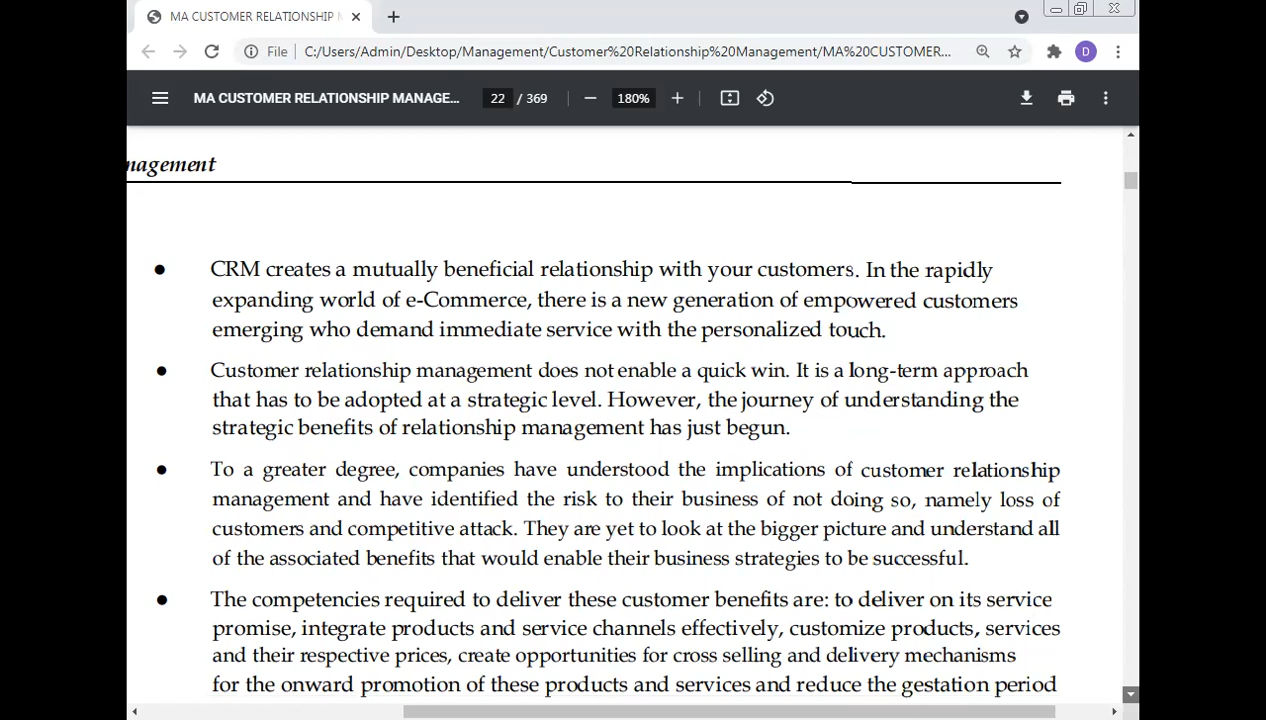 MA CUSTOMER RELATIONSHIP
File C:/Users/Admin/Desktop/Management/Customer%20Relationship%20Management/MA%20CUSTOMER...
D
MA CUSTOMER RELATIONSHIP MANAGE... 22 / 369 180%
nagement
● CRM creates a mutually beneficial relationship with your customers. In the rapidly
expanding world of e-Commerce, there is a new generation of empowered customers
emerging who demand immediate service with the personalized touch.
● Customer relationship management does not enable a quick win. It is a long-term approach
that has to be adopted at a strategic level. However, the journey of understanding the
strategic benefits of relationship management has just begun.
● To a greater degree, companies have understood the implications of customer relationship
management and have identified the risk to their business of not doing so, namely loss of
customers and competitive attack. They are yet to look at the bigger picture and understand all
of the associated benefits that would enable their business strategies to be successful.
● The competencies required to deliver these customer benefits are: to deliver on its service
promise, integrate products and service channels effectively, customize products, services
and their respective prices, create opportunities for cross selling and delivery mechanisms
for the onward promotion of these products and services and reduce the gestation period